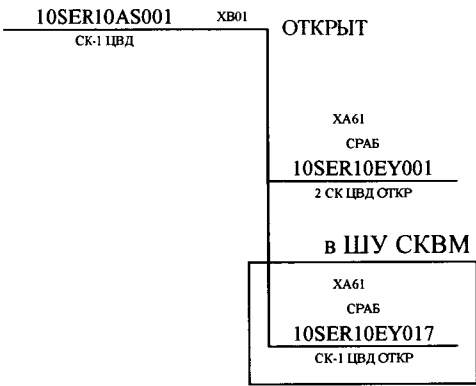 10SER10AS001 XB01
СК-1 ЦВД
ОТКРЫТ
XA61
СРАБ
10SER10EY001
2 СК ЦВД ОТКР
в ШУ СКВМ
XA61
СРАБ
10SER10EY017
СК-1 ЦВД ОТКР